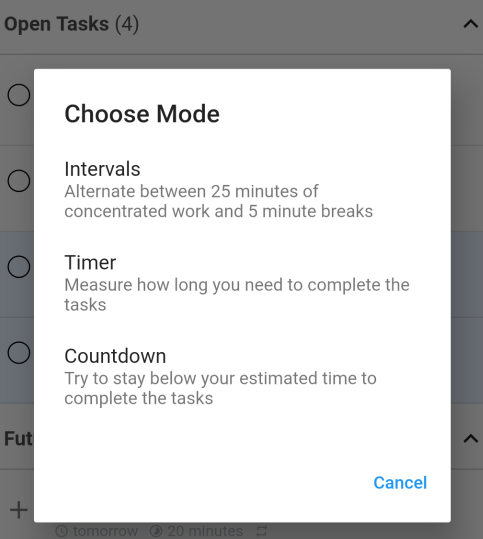 Open Tasks (4)
Choose Mode
Intervals
Alternate between 25 minutes of
concentrated work and 5 minute breaks
Timer
Measure how long you need to complete the
tasks
Countdown
Try to stay below your estimated time to
complete the tasks
Fut
Cancel
tomorrow 20 minutes